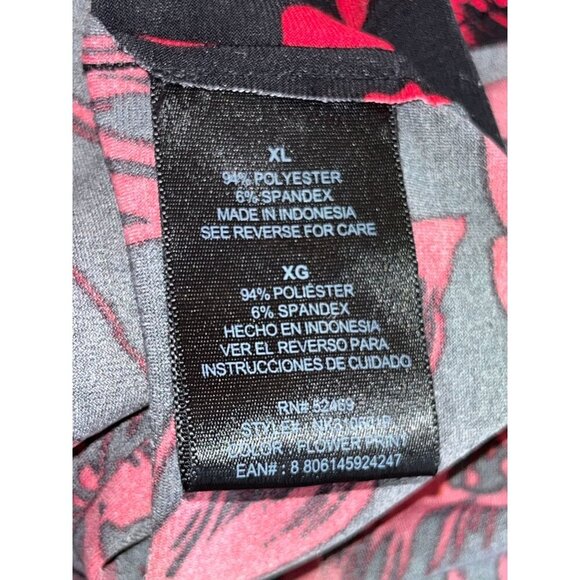 XL
94% POLYESTER
6% SPANDEX
MADE IN INDONESIA
SEE REVERSE FOR CARE
XG
94% POLIÉSTER
6% SPANDEX
HECHO EN INDONESIA
VER EL REVERSO PARA
INSTRUCCIONES DE CUIDADO
RN# 52469
STYLE#:
COLOR : FLOWER PRINT
EAN# : 8 806145924247